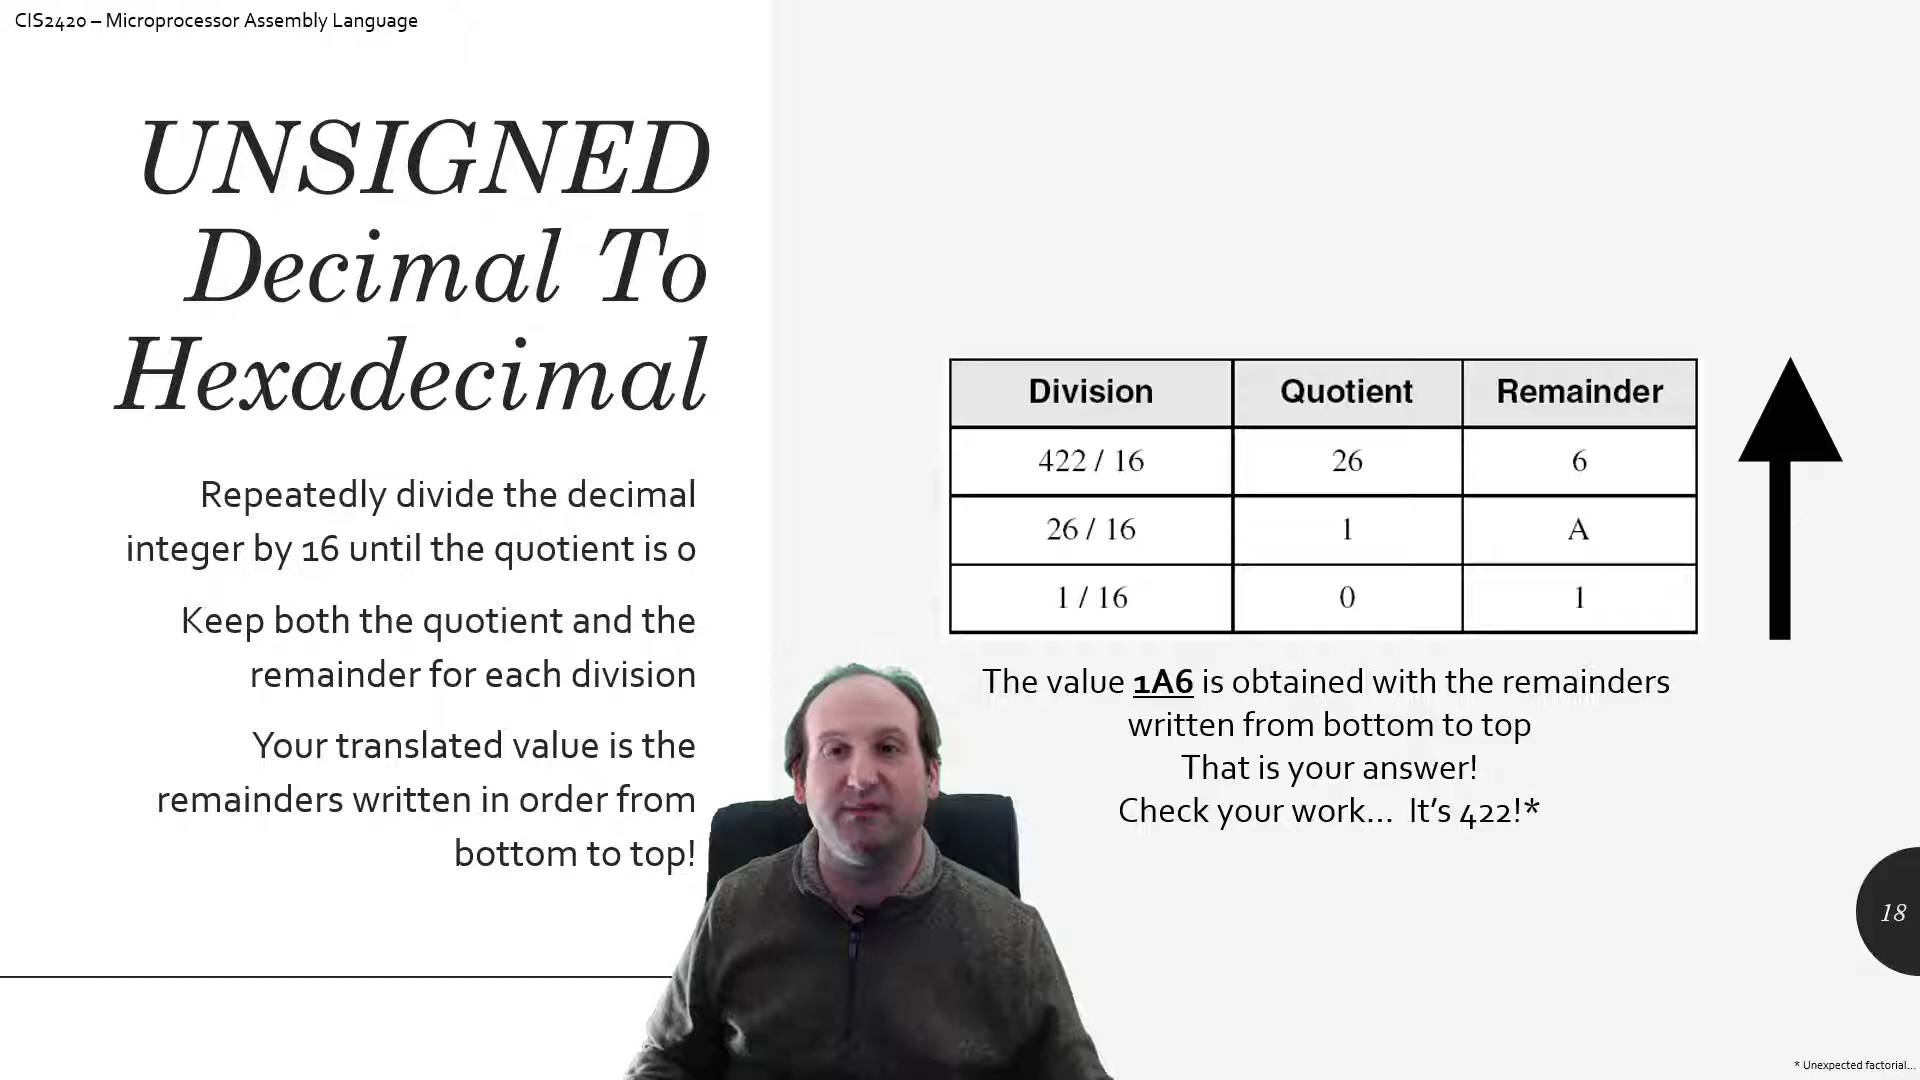 CIS2420 – Microprocessor Assembly Language
UNSIGNED
Decimal To
Hexadecimal
Repeatedly divide the decimal
integer by 16 until the quotient is 0
Keep both the quotient and the
remainder for each division
Your translated value is the
remainders written in order from
bottom to top!
Division Quotient Remainder
422 / 16 26 6
26 / 16 1 A
1 / 16 0 1
The value 1A6 is obtained with the remainders
written from bottom to top
That is your answer!
Check your work... It’s 422!*
18
* Unexpected factorial...